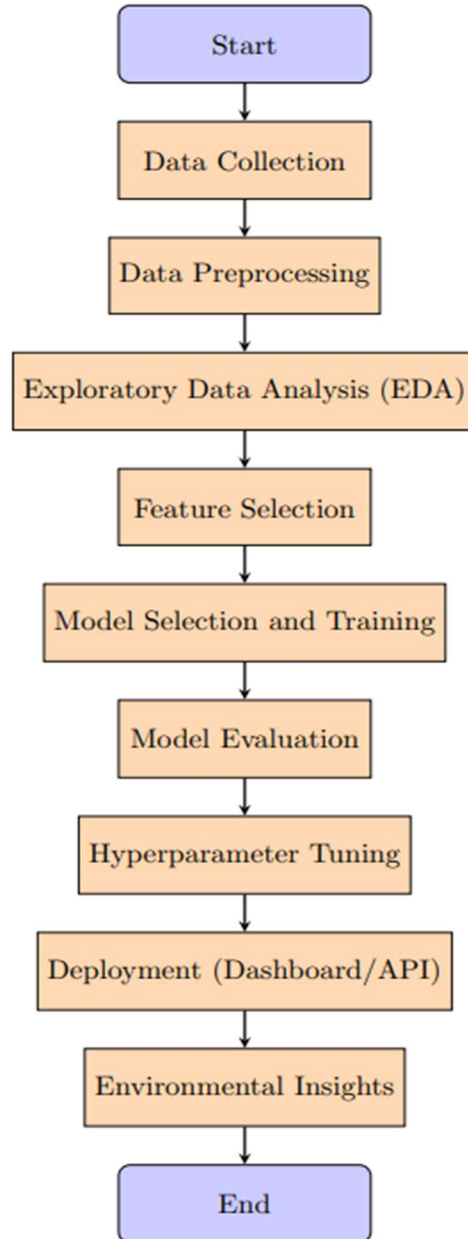 Start
Data Collection
Data Preprocessing
Exploratory Data Analysis (EDA)
Feature Selection
Model Selection and Training
Model Evaluation
Hyperparameter Tuning
Deployment (Dashboard/API)
Environmental Insights
End